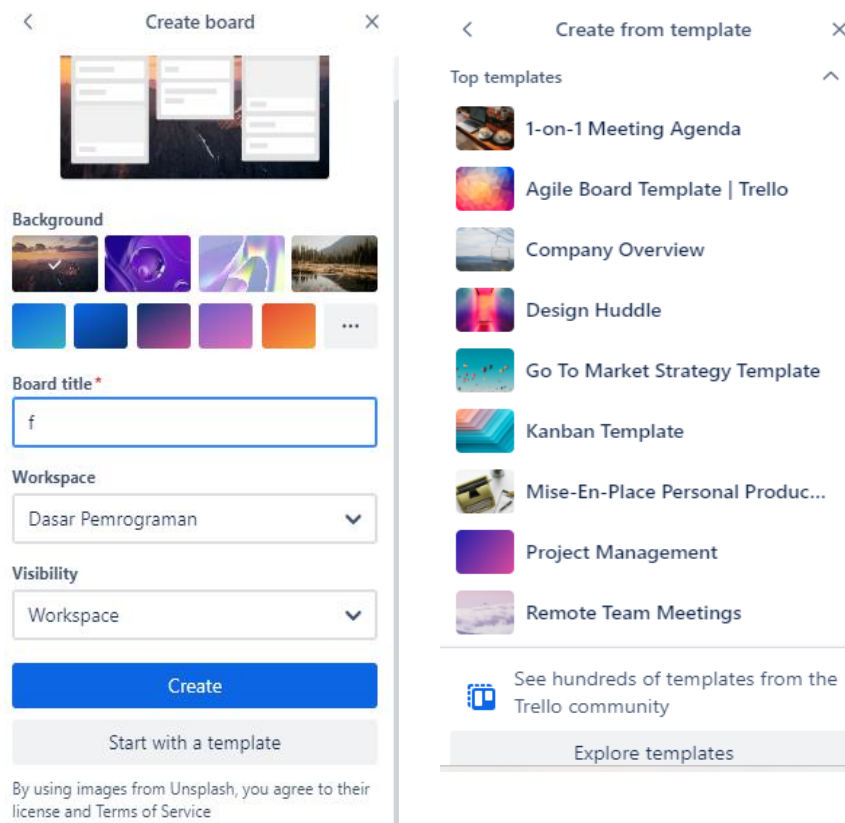 Create board
Background
Board title*
f
Workspace
Dasar Pemrograman
Visibility
Workspace
Create
Start with a template
By using images from Unsplash, you agree to their
license and Terms of Service
Create from template
Top templates
1-on-1 Meeting Agenda
Agile Board Template | Trello
Company Overview
Design Huddle
Go To Market Strategy Template
Kanban Template
Mise-En-Place Personal Produc...
Project Management
Remote Team Meetings
See hundreds of templates from the
Trello community
Explore templates